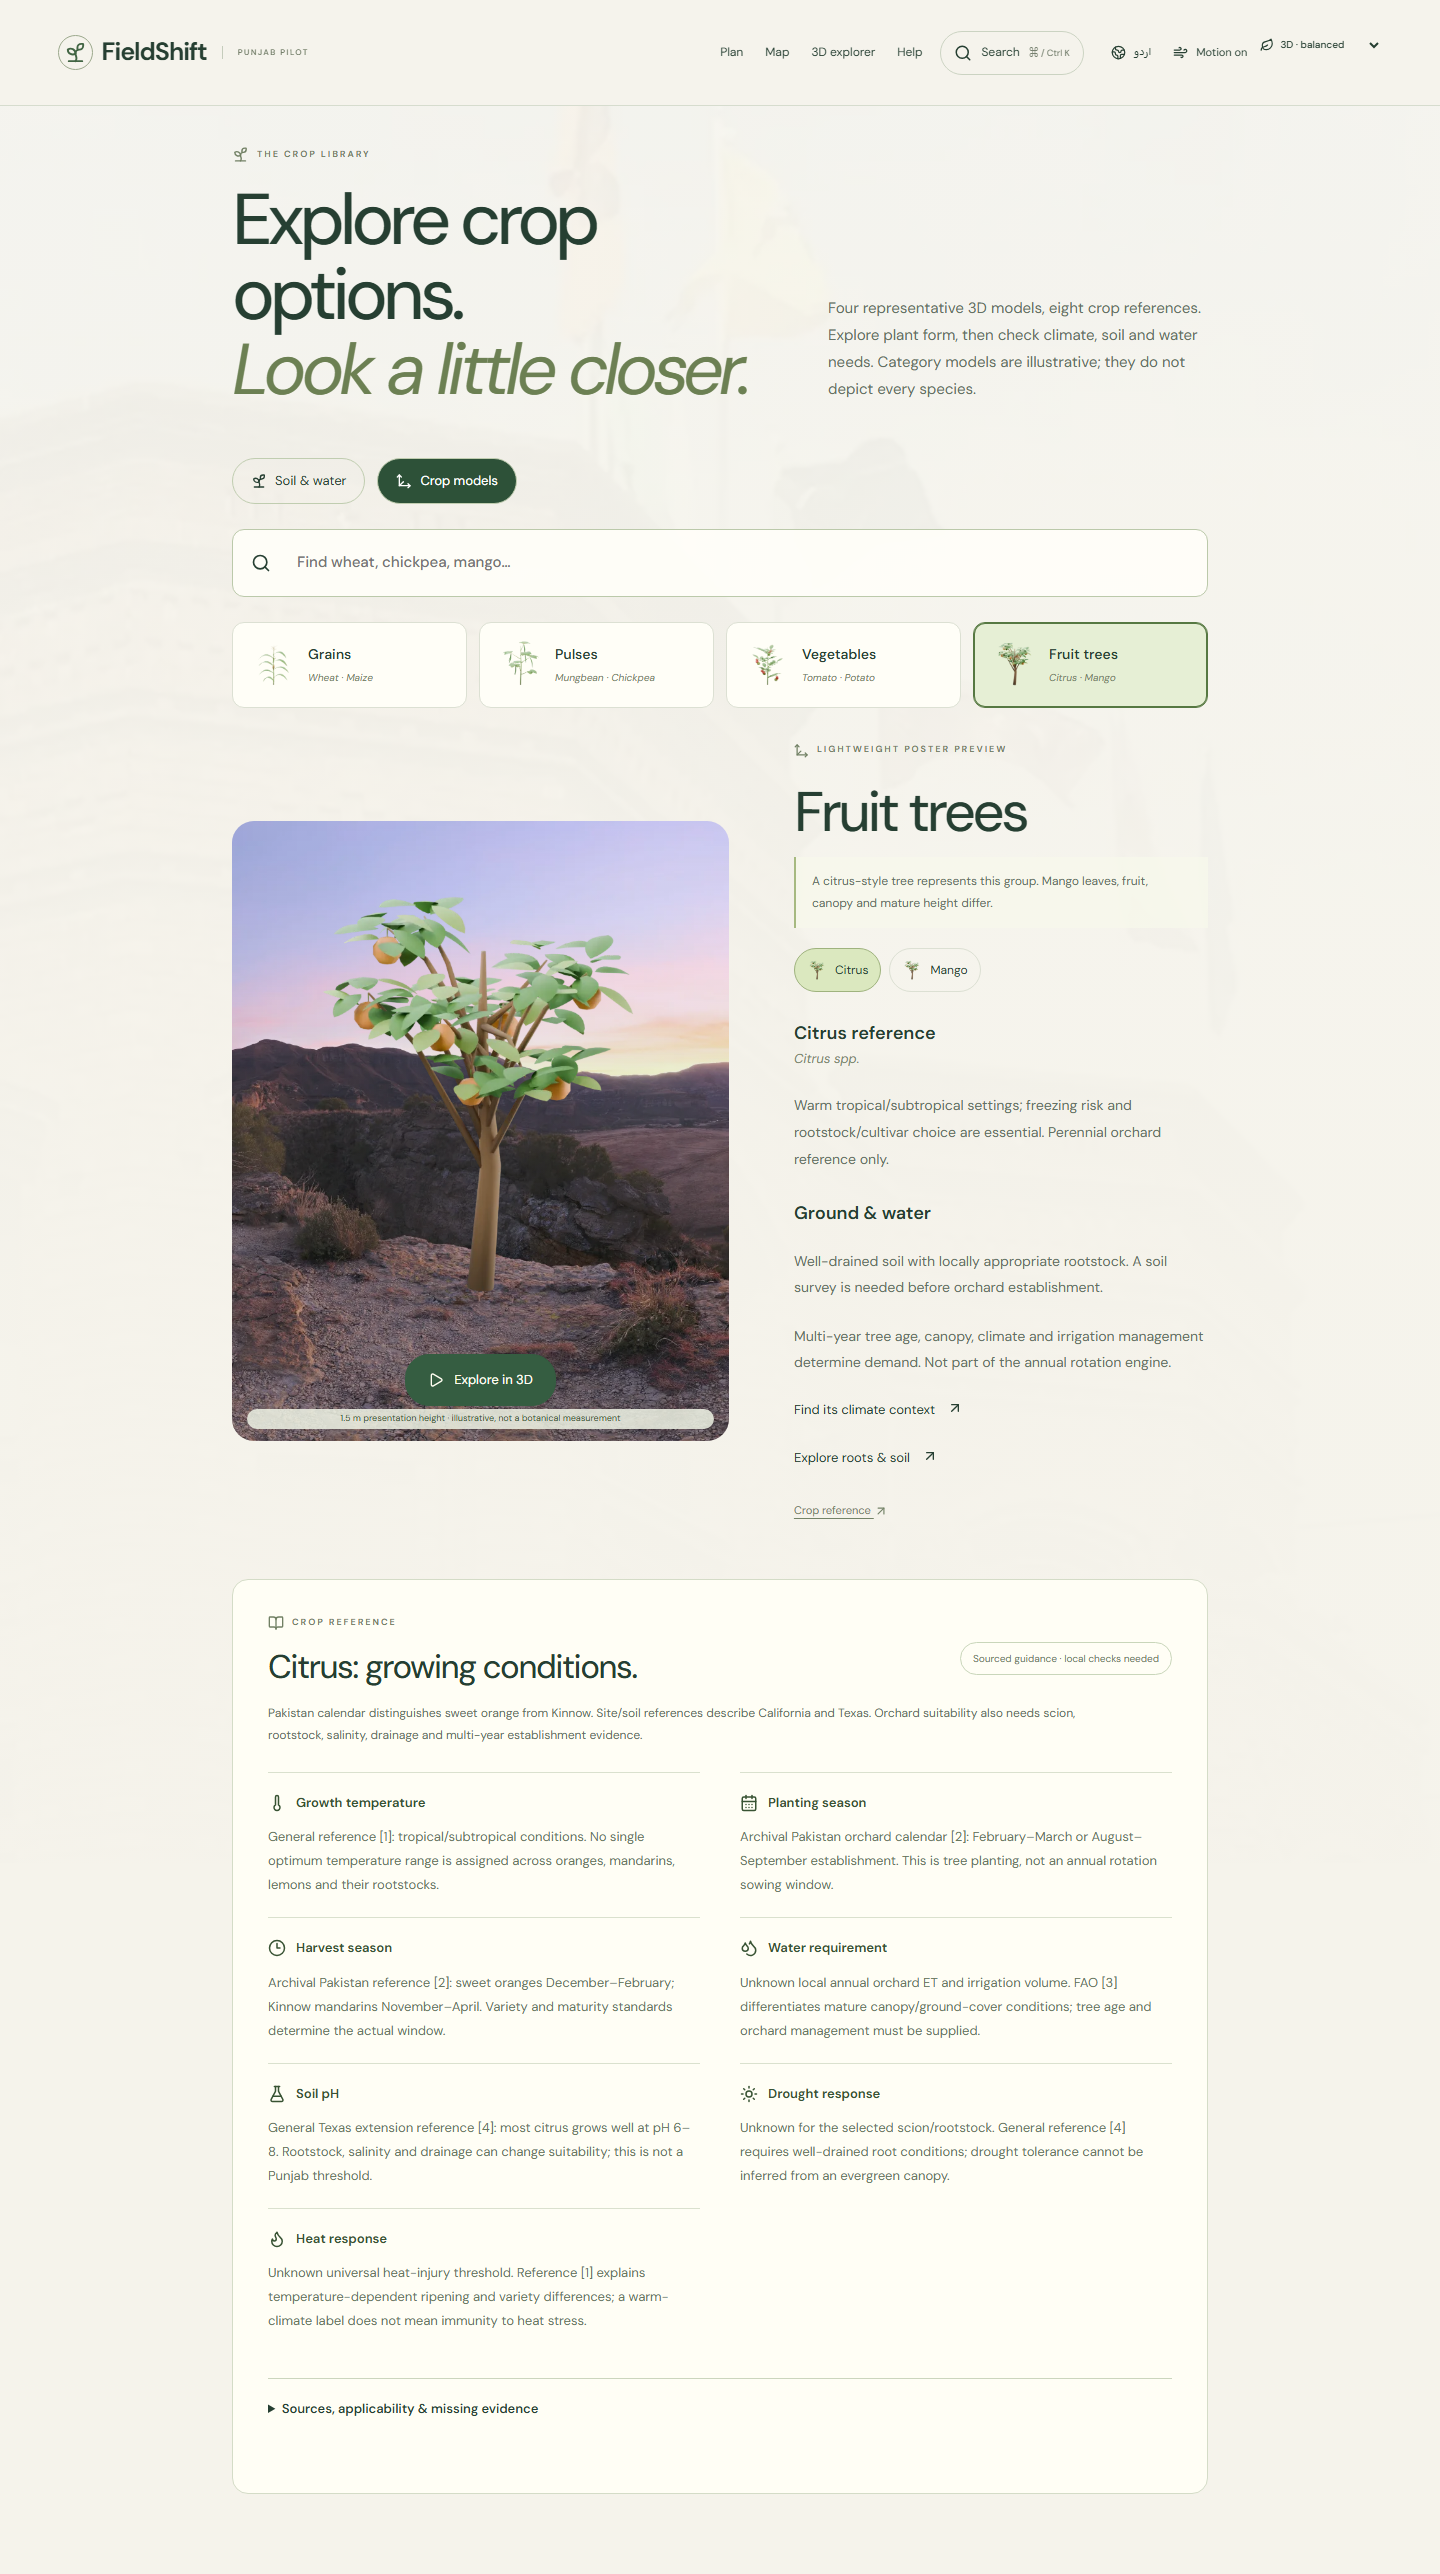 FieldShift
PUNJAB PILOT
Plan
Map
3D explorer
Help
Search ⌘ / Ctrl K
اردو
Motion on
3D · balanced
THE CROP LIBRARY
Explore crop
options.
Look a little closer.
Four representative 3D models, eight crop references.
Explore plant form, then check climate, soil and water
needs. Category models are illustrative; they do not
depict every species.
Soil & water
Crop models
Find wheat, chickpea, mango...
Grains
Wheat · Maize
Pulses
Mungbean · Chickpea
Vegetables
Tomato · Potato
Fruit trees
Citrus · Mango
Explore in 3D
1.5 m presentation height · illustrative, not a botanical measurement
LIGHTWEIGHT POSTER PREVIEW
Fruit trees
A citrus-style tree represents this group. Mango leaves, fruit,
canopy and mature height differ.
Citrus
Mango
Citrus reference
Citrus spp.
Warm tropical/subtropical settings; freezing risk and
rootstock/cultivar choice are essential. Perennial orchard
reference only.
Ground & water
Well-drained soil with locally appropriate rootstock. A soil
survey is needed before orchard establishment.
Multi-year tree age, canopy, climate and irrigation management
determine demand. Not part of the annual rotation engine.
Find its climate context
Explore roots & soil
Crop reference
CROP REFERENCE
Citrus: growing conditions.
Sourced guidance · local checks needed
Pakistan calendar distinguishes sweet orange from Kinnow. Site/soil references describe California and Texas. Orchard suitability also needs scion,
rootstock, salinity, drainage and multi-year establishment evidence.
Growth temperature
General reference [1]: tropical/subtropical conditions. No single
optimum temperature range is assigned across oranges, mandarins,
lemons and their rootstocks.
Planting season
Archival Pakistan orchard calendar [2]: February–March or August–
September establishment. This is tree planting, not an annual rotation
sowing window.
Harvest season
Archival Pakistan reference [2]: sweet oranges December–February;
Kinnow mandarins November–April. Variety and maturity standards
determine the actual window.
Water requirement
Unknown local annual orchard ET and irrigation volume. FAO [3]
differentiates mature canopy/ground-cover conditions; tree age and
orchard management must be supplied.
Soil pH
General Texas extension reference [4]: most citrus grows well at pH 6–
8. Rootstock, salinity and drainage can change suitability; this is not a
Punjab threshold.
Drought response
Unknown for the selected scion/rootstock. General reference [4]
requires well-drained root conditions; drought tolerance cannot be
inferred from an evergreen canopy.
Heat response
Unknown universal heat-injury threshold. Reference [1] explains
temperature-dependent ripening and variety differences; a warm-
climate label does not mean immunity to heat stress.
Sources, applicability & missing evidence